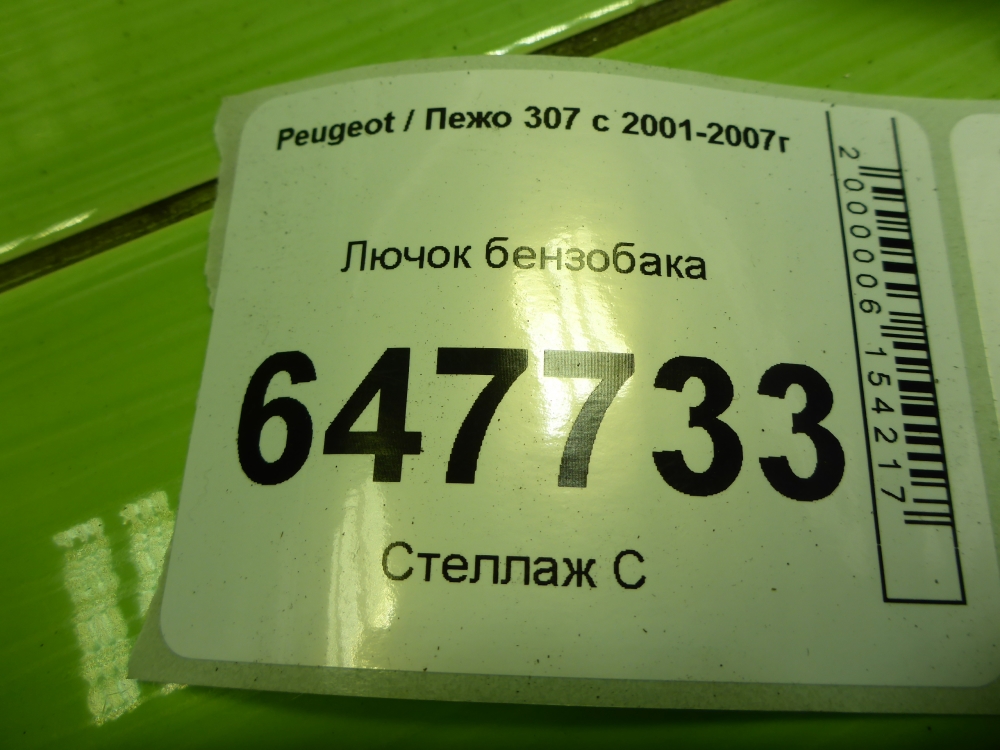 Peugeot / Пежо 307 с 2001-2007г
Лючок бензобака
647733
Стеллаж С
2000006154217